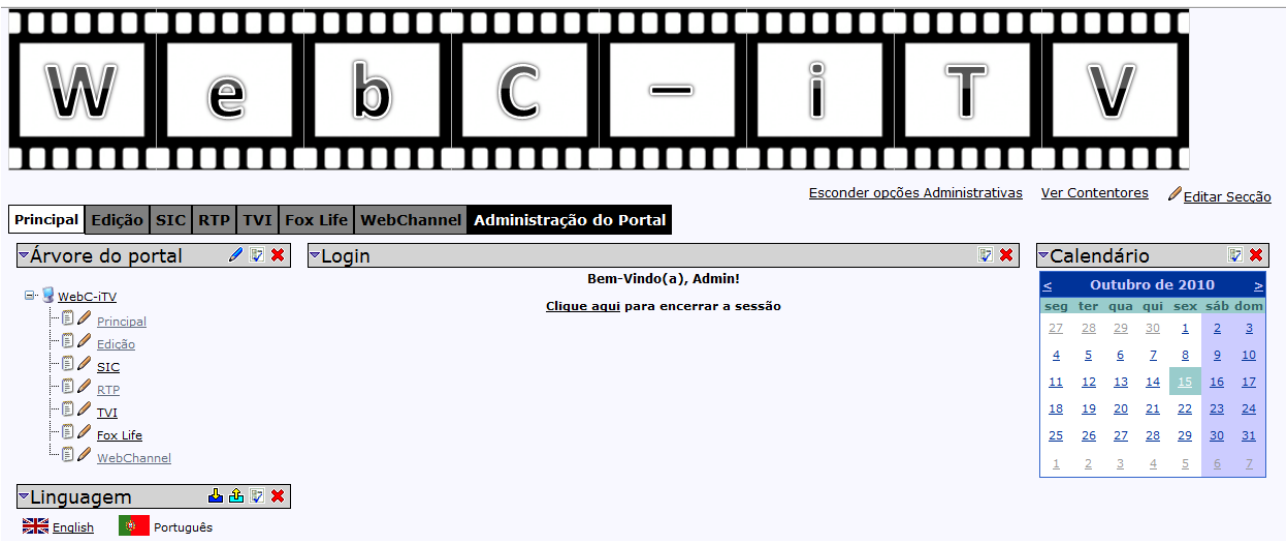 WebC-iTV
Esconder opções Administrativas Ver Contentores Editar Secção
Principal Edição SIC RTP TVI Fox Life WebChannel Administração do Portal
Árvore do portal
WebC-iTV
Principal
Edição
SIC
RTP
TVI
Fox Life
WebChannel
Linguagem
English Português
Login
Bem-Vindo(a), Admin!
Clique aqui para encerrar a sessão
Calendário
< Outubro de 2010 >
seg ter qua qui sex sáb dom
27 28 29 30 1 2 3
4 5 6 7 8 9 10
11 12 13 14 15 16 17
18 19 20 21 22 23 24
25 26 27 28 29 30 31
1 2 3 4 5 6 7